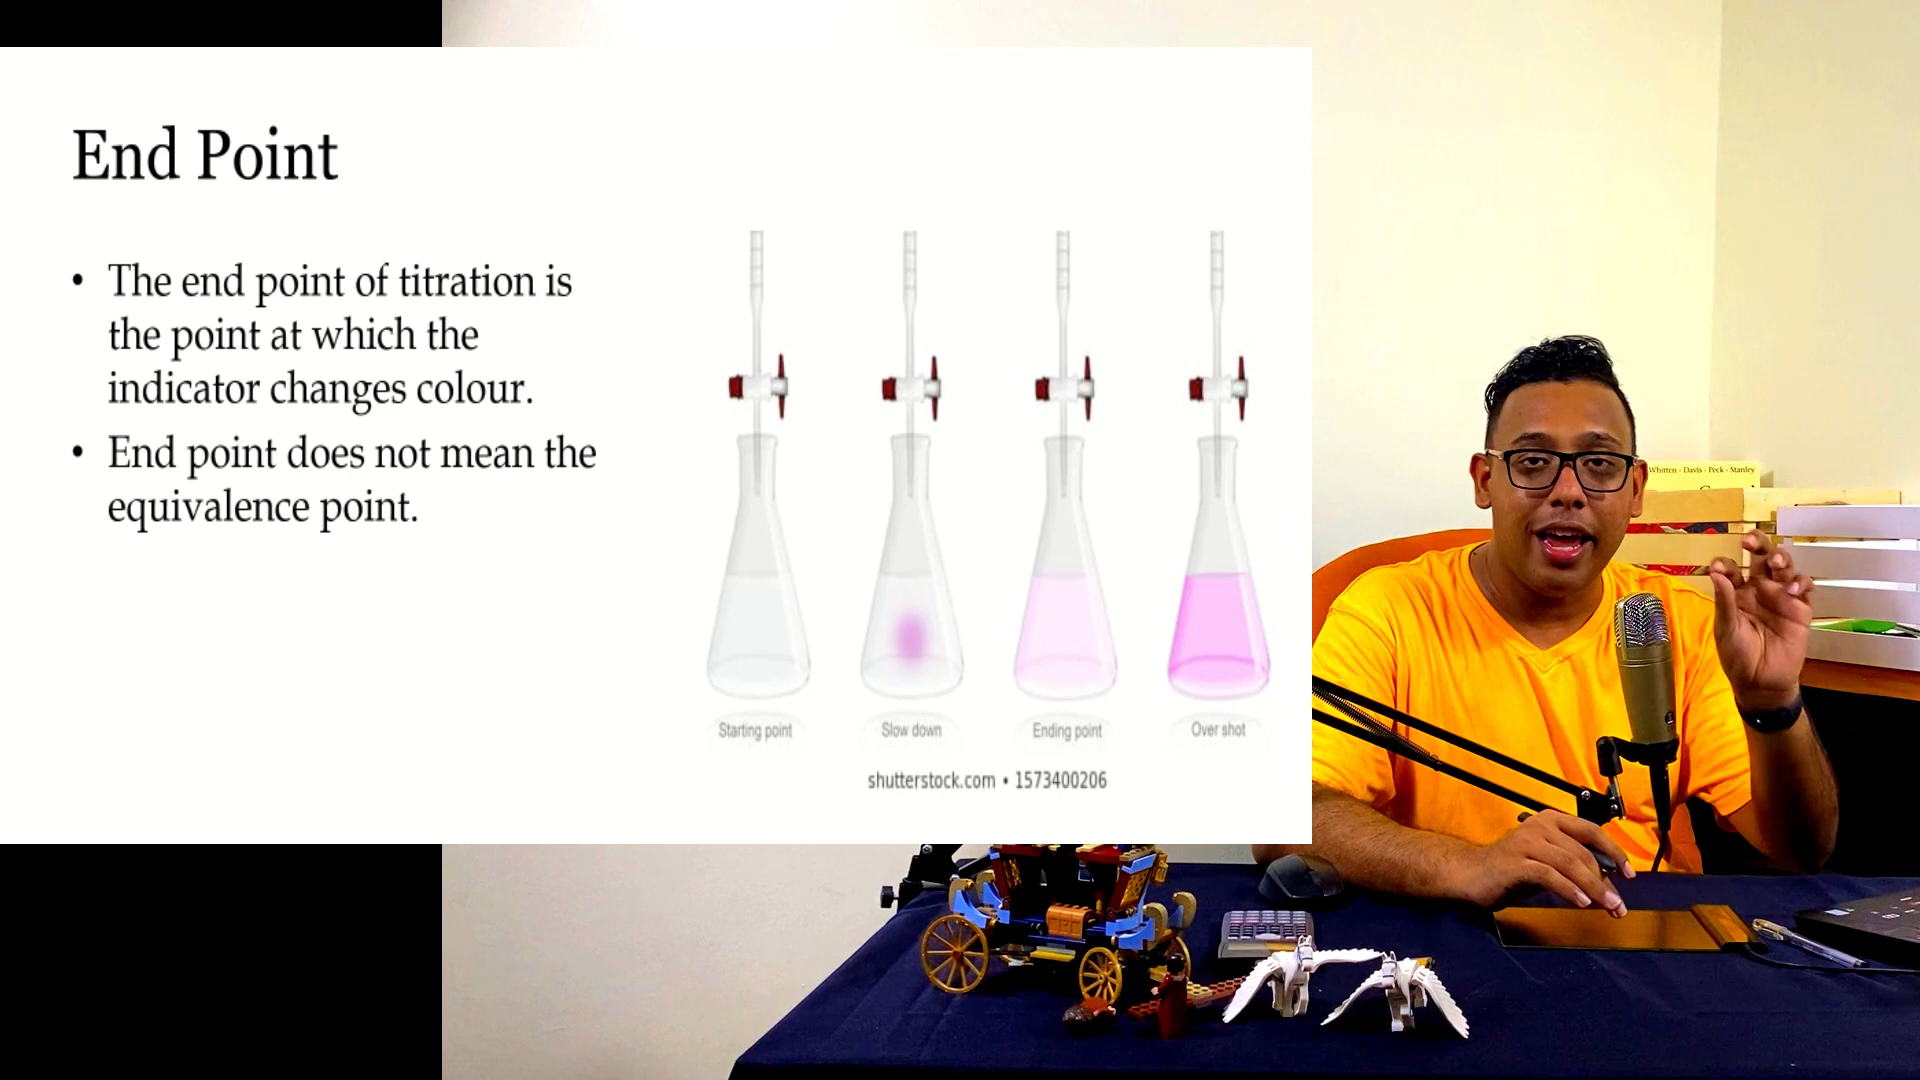 End Point
• The end point of titration is
the point at which the
indicator changes colour.
• End point does not mean the
equivalence point.
Starting point
Slow down
Ending point
Over shot
shutterstock.com • 1573400206
Whitten - Davis - Peck - Stanley